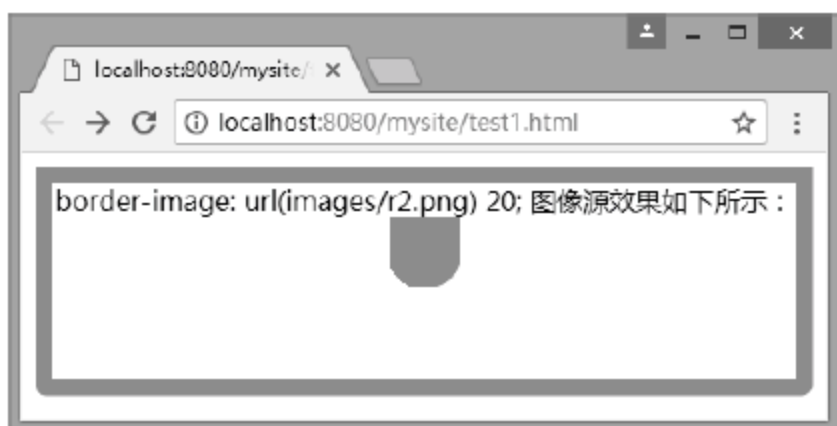 localhost:8080/mysite/
localhost:8080/mysite/test1.html
border-image: url(images/r2.png) 20; 图像源效果如下所示：